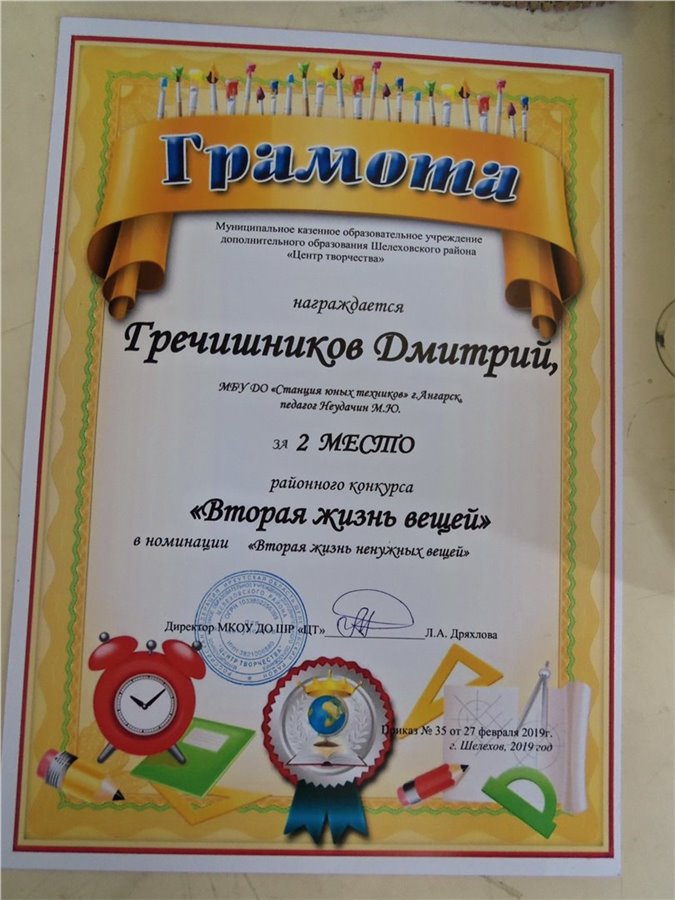 Грамота
Муниципальное казенное образовательное учреждение
дополнительного образования Шелеховского района
«Центр творчества»
награждается
Гречишников Дмитрий,
МБУ ДО «Станция юных техников» г.Ангарск,
педагог Неудачин М.Ю.
за 2 МЕСТО
районного конкурса
«Вторая жизнь вещей»
в номинации «Вторая жизнь ненужных вещей»
Директор МКОУ ДО ШР «ЦТ» Л.А. Дряхлова
ЦЕНТР ТВОРЧЕСТВА
Приказ № 35 от 27 февраля 2019г.
г. Шелехов, 2019 год